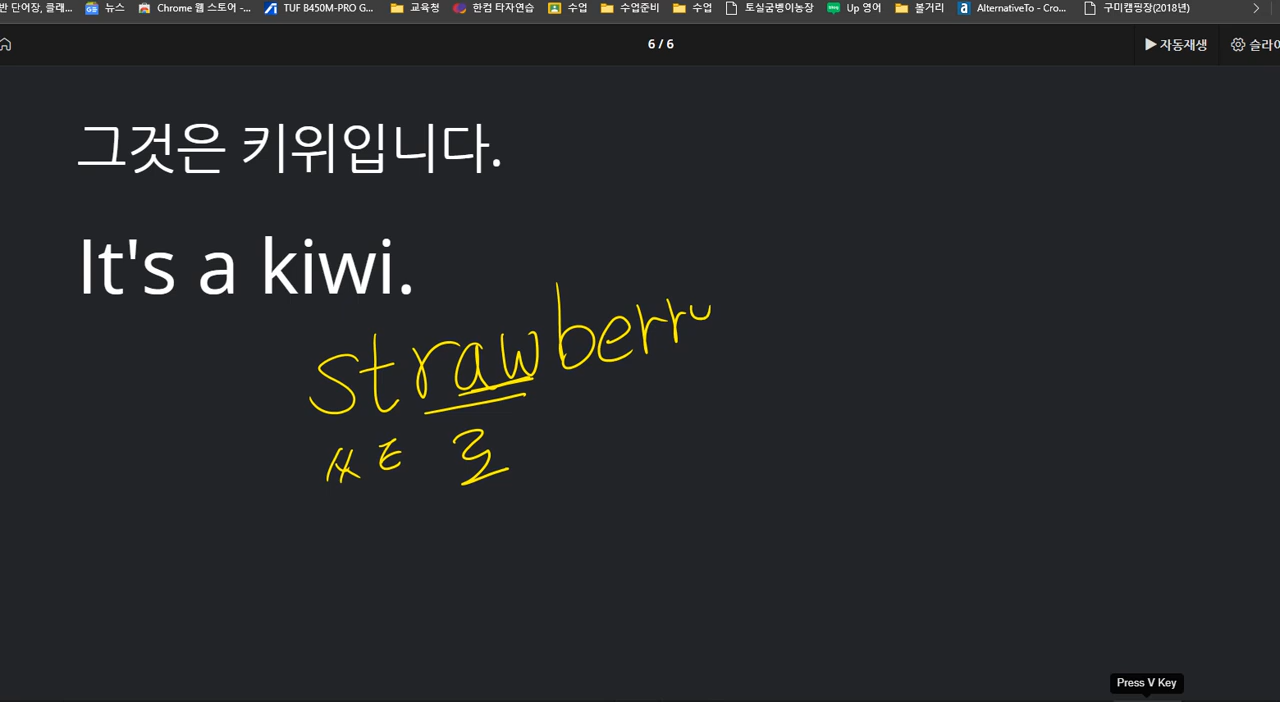 반 단어장, 클래... 뉴스 Chrome 웹 스토어 -... TUF B450M-PRO G... 교육청 한컴 타자연습 수업 수업준비 수업 토실굼벵이농장 Up 영어 볼거리 AlternativeTo - Cro... 구미캠핑장(2018년)
6 / 6 자동재생 슬라이
그것은 키위입니다.
It's a kiwi.
Strawberr
Press V Key